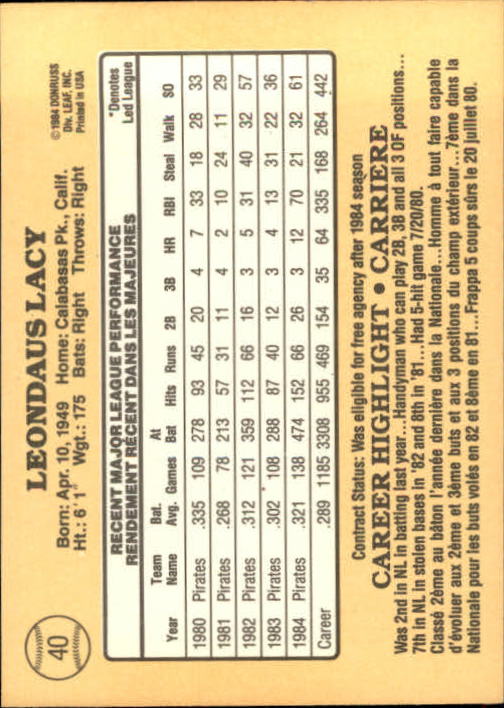 40
LEONDAUS LACY
© 1984 DONRUSS
Div. LEAF, INC.
Printed in USA
Born: Apr. 10, 1949 Home: Calabasas Pk., Calif.
Ht.: 6'1" Wgt.: 175 Bats: Right Throws: Right
RECENT MAJOR LEAGUE PERFORMANCE
RENDEMENT RÉCENT DANS LES MAJEURES
*Denotes
Led League
Year Team Name Bat. Avg. Games At Bat Hits Runs 2B 3B HR RBI Steal Walk SO
1980 Pirates .335 109 278 93 45 20 4 7 33 18 28 33
1981 Pirates .268 78 213 57 31 11 4 2 10 24 11 29
1982 Pirates .312 121 359 112 66 16 3 5 31 40 32 57
1983 Pirates .302 108 288 87 40 12 3 4 13 31 22 36
1984 Pirates .321 138 474 152 66 26 3 12 70 21 32 61
Career .289 1185 3308 955 469 154 35 64 335 168 264 442
Contract Status: Was eligible for free agency after 1984 season
CAREER HIGHLIGHT • CARRIERE
Was 2nd in NL in batting last year...Handyman who can play 2B, 3B and all 3 OF positions...
7th in NL in stolen bases in '82 and 8th in '81...Had 5-hit game 7/20/80.
Classé 2ème au bâton l'année dernière dans la Nationale...Homme à tout faire capable
d'évoluer aux 2ème et 3ème buts et aux 3 positions du champ extérieur...7ème dans la
Nationale pour les buts volés en 82 et 8ème en 81...Frappa 5 coups sûrs le 20 juillet 80.